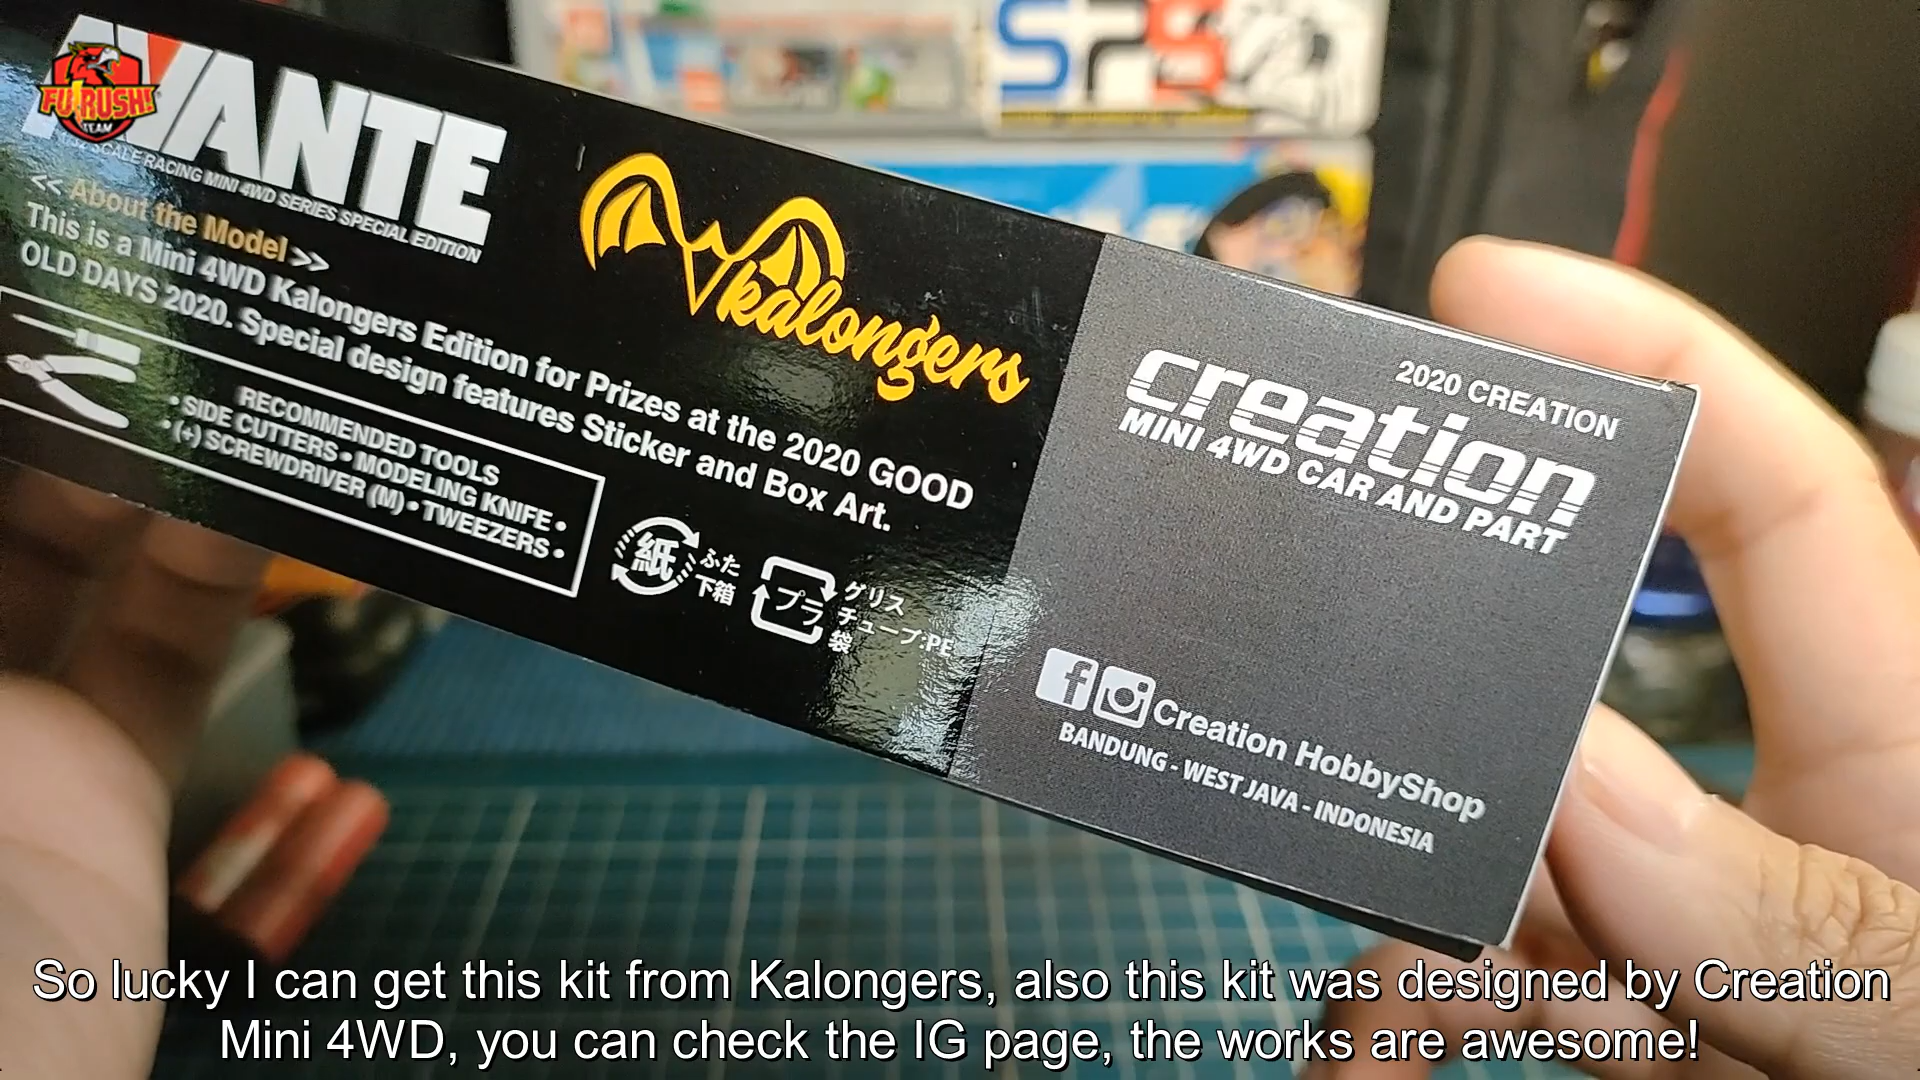 SPS
FU RUSH!
TEAM
AVANTE
1/32 SCALE RACING MINI 4WD SERIES SPECIAL EDITION
<< About the Model >>
This is a Mini 4WD Kalongers Edition for Prizes at the 2020 GOOD
OLD DAYS 2020. Special design features Sticker and Box Art.
RECOMMENDED TOOLS
• SIDE CUTTERS • MODELING KNIFE •
• (+) SCREWDRIVER (M) • TWEEZERS •
kalongers
紙
ふた
下箱
プラ
グリス
チューブ:PE
袋
2020 CREATION
creation
MINI 4WD CAR AND PART
Creation HobbyShop
BANDUNG - WEST JAVA - INDONESIA
So lucky I can get this kit from Kalongers, also this kit was designed by Creation
Mini 4WD, you can check the IG page, the works are awesome!